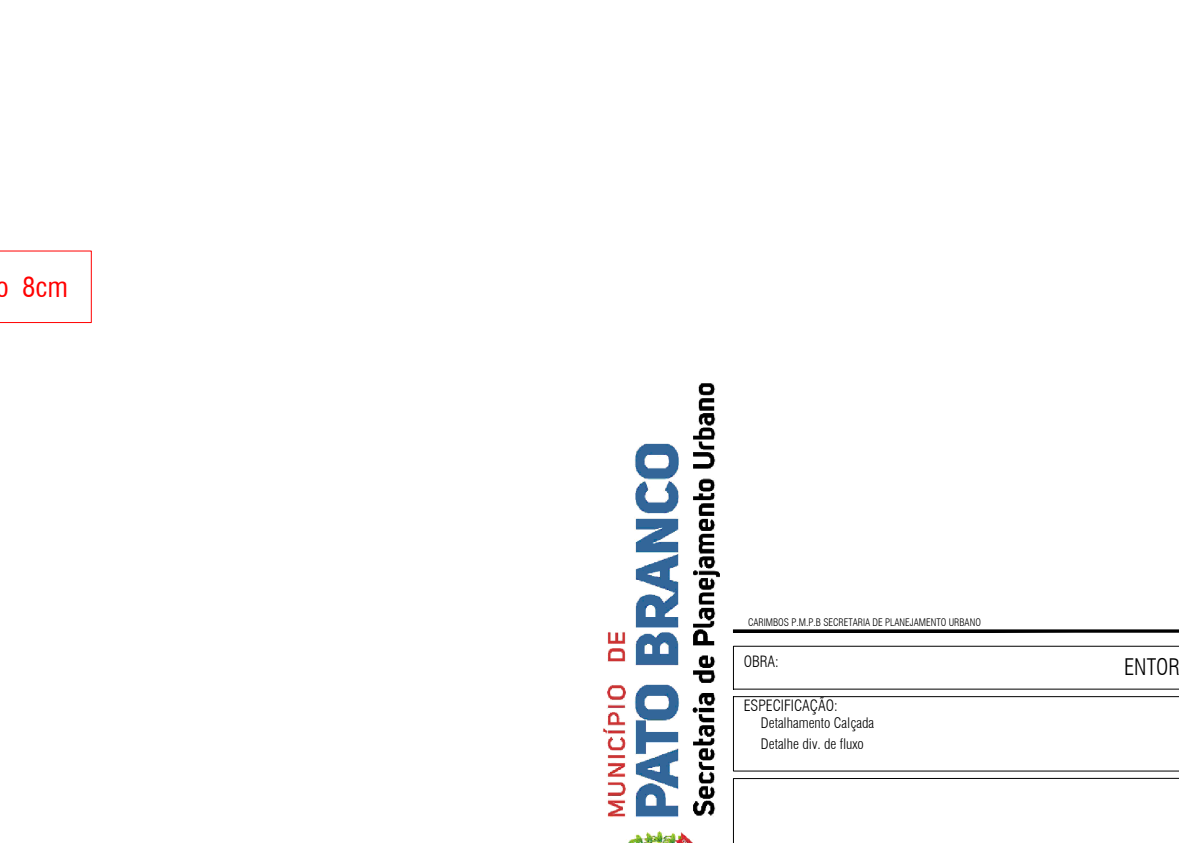 8cm
MUNICÍPIO DE
PATO BRANCO
Secretaria de Planejamento Urbano
CARIMBOS P.M.P.B SECRETARIA DE PLANEJAMENTO URBANO
OBRA:
ESPECIFICAÇÃO:
Detalhamento Calçada
Detalhe div. de fluxo